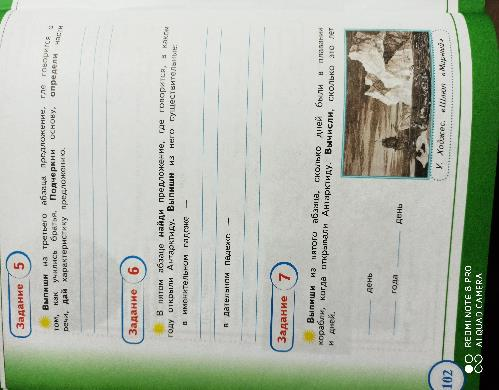 Задание 5
Выпиши из третьего абзаца предложение, где говорится о
том, как учились братья. Подчеркни основу, определи части
речи, дай характеристику предложению.
Задание 6
В пятом абзаце найди предложение, где говорится, в каком
году открыли Антарктиду. Выпиши из него существительные:
в именительном падеже —
в дательном падеже —
Задание 7
Выпиши из пятого абзаца, сколько дней были в плавании
корабли, когда открывали Антарктиду. Вычисли, сколько это лет
и дней.
день
года день
У. Ходжес. «Шлюп «Мирный»
102
REDMI NOTE 8 PRO
AI QUAD CAMERA